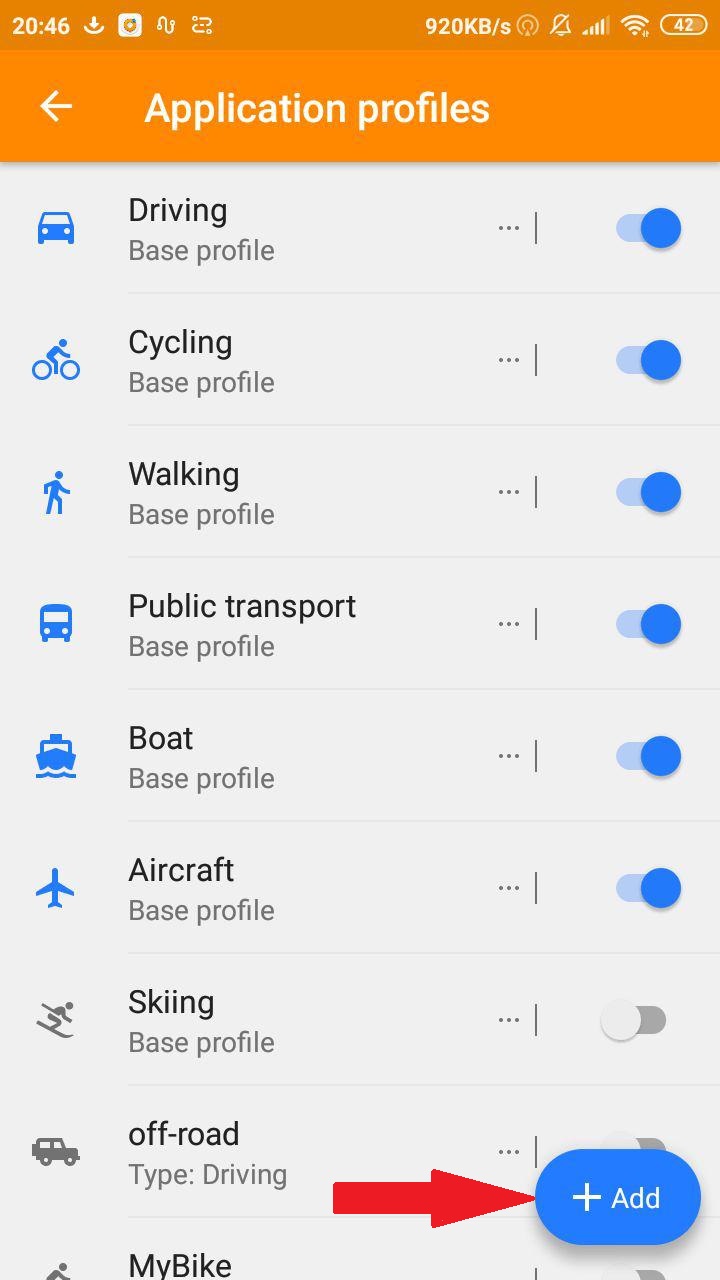 20:46 920KB/s 42
Application profiles
Driving
Base profile
Cycling
Base profile
Walking
Base profile
Public transport
Base profile
Boat
Base profile
Aircraft
Base profile
Skiing
Base profile
off-road
Type: Driving
Add
MyBike